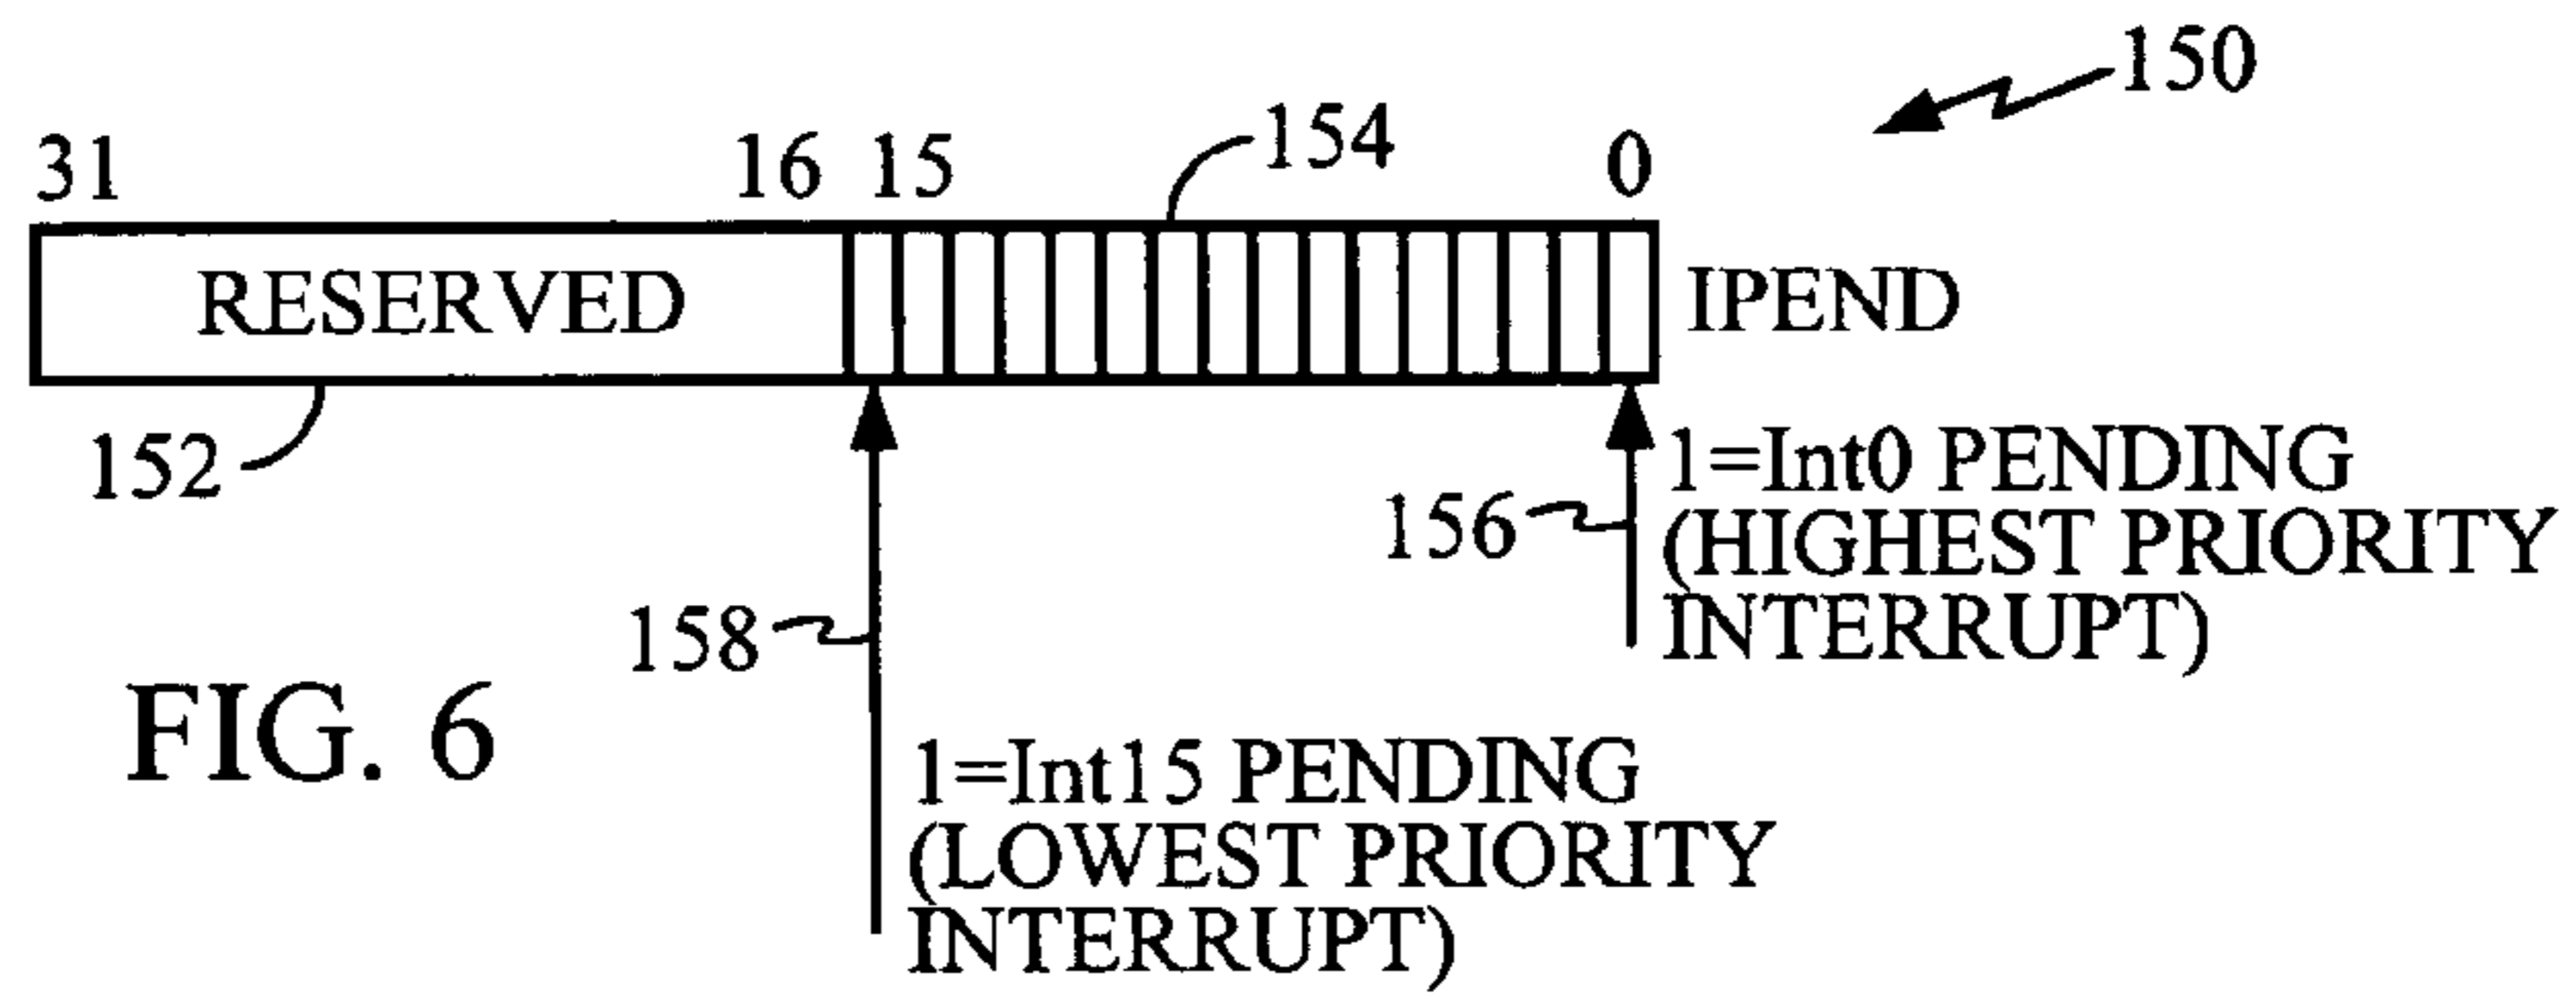 150
31 16 15 154 0
RESERVED IPEND
152
156
1=Int0 PENDING
(HIGHEST PRIORITY
INTERRUPT)
158
1=Int15 PENDING
(LOWEST PRIORITY
INTERRUPT)
FIG. 6